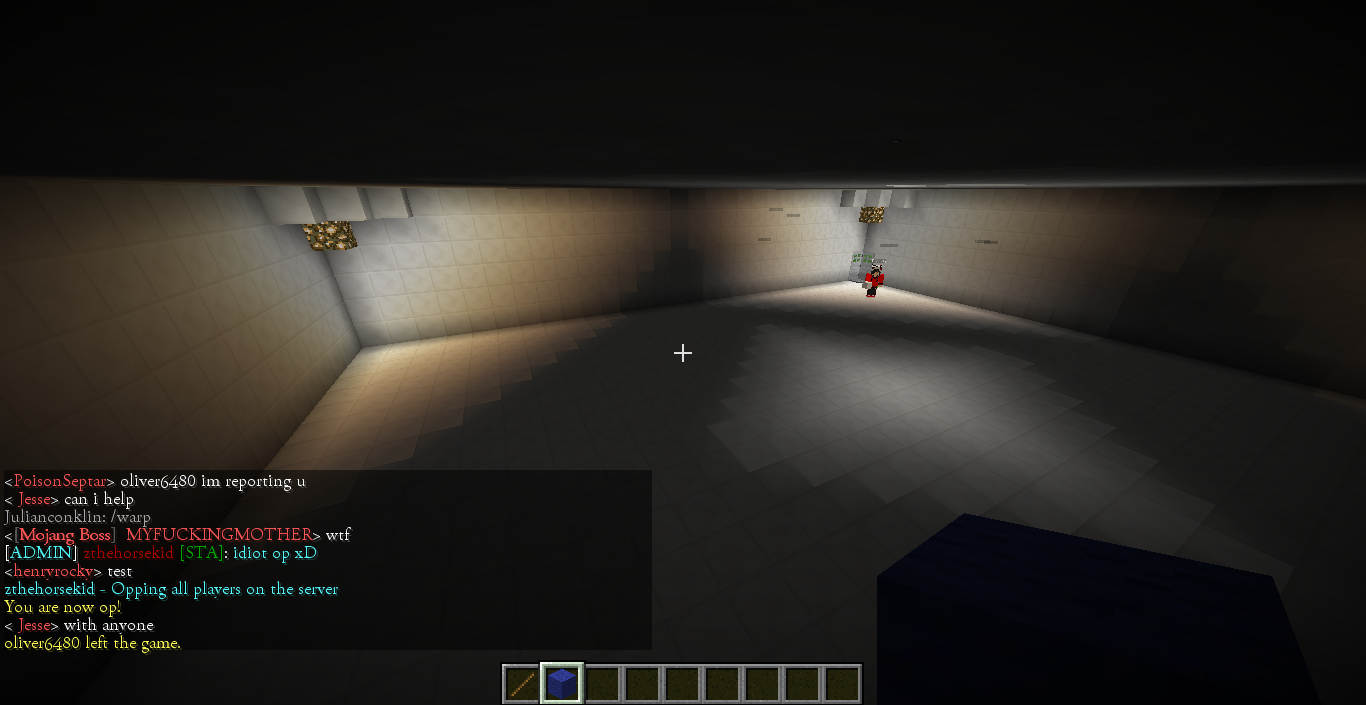 <PoisonSeptar> oliver6480 im reporting u
< Jesse> can i help
Julianconklin: /warp
<[Mojang Boss]  MYFUCKINGMOTHER> wtf
[ADMIN] zthehorsekid [STA]: idiot op xD
<henryrocky> test
zthehorsekid - Opping all players on the server
You are now op!
< Jesse> with anyone
oliver6480 left the game.